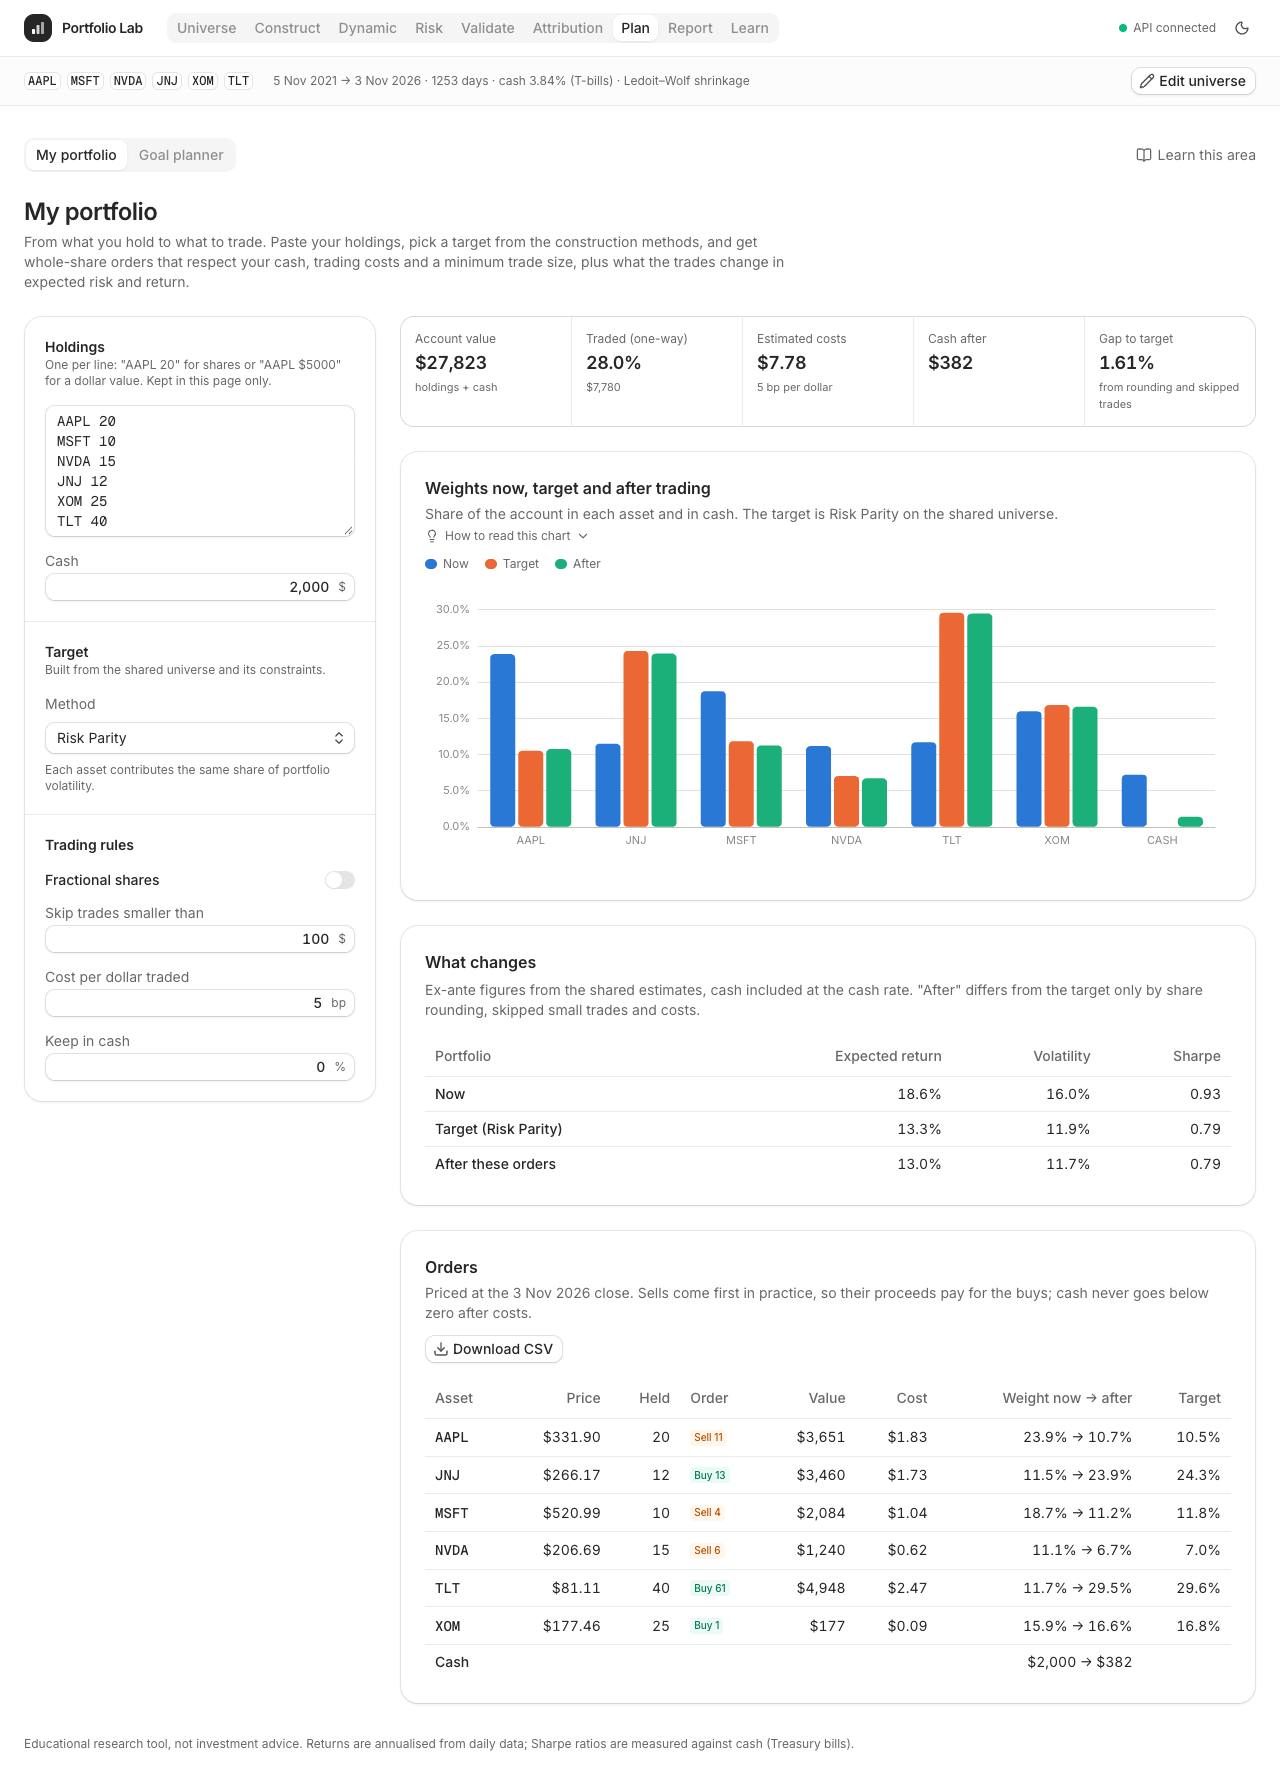 Portfolio Lab
Universe Construct Dynamic Risk Validate Attribution Plan Report Learn
API connected
AAPL MSFT NVDA JNJ XOM TLT 5 Nov 2021 → 3 Nov 2026 · 1253 days · cash 3.84% (T-bills) · Ledoit–Wolf shrinkage
Edit universe
My portfolio Goal planner
Learn this area
My portfolio
From what you hold to what to trade. Paste your holdings, pick a target from the construction methods, and get
whole-share orders that respect your cash, trading costs and a minimum trade size, plus what the trades change in
expected risk and return.
Holdings
One per line: "AAPL 20" for shares or "AAPL $5000"
for a dollar value. Kept in this page only.
AAPL 20
MSFT 10
NVDA 15
JNJ 12
XOM 25
TLT 40
Cash
2,000 $
Target
Built from the shared universe and its constraints.
Method
Risk Parity
Each asset contributes the same share of portfolio
volatility.
Trading rules
Fractional shares
Skip trades smaller than
100 $
Cost per dollar traded
5 bp
Keep in cash
0 %
Account value
$27,823
holdings + cash
Traded (one-way)
28.0%
$7,780
Estimated costs
$7.78
5 bp per dollar
Cash after
$382
Gap to target
1.61%
from rounding and skipped
trades
Weights now, target and after trading
Share of the account in each asset and in cash. The target is Risk Parity on the shared universe.
How to read this chart
Now Target After
30.0%
25.0%
20.0%
15.0%
10.0%
5.0%
0.0%
AAPL JNJ MSFT NVDA TLT XOM CASH
What changes
Ex-ante figures from the shared estimates, cash included at the cash rate. "After" differs from the target only by share
rounding, skipped small trades and costs.
Portfolio Expected return Volatility Sharpe
Now 18.6% 16.0% 0.93
Target (Risk Parity) 13.3% 11.9% 0.79
After these orders 13.0% 11.7% 0.79
Orders
Priced at the 3 Nov 2026 close. Sells come first in practice, so their proceeds pay for the buys; cash never goes below
zero after costs.
Download CSV
Asset Price Held Order Value Cost Weight now → after Target
AAPL $331.90 20 Sell 11 $3,651 $1.83 23.9% → 10.7% 10.5%
JNJ $266.17 12 Buy 13 $3,460 $1.73 11.5% → 23.9% 24.3%
MSFT $520.99 10 Sell 4 $2,084 $1.04 18.7% → 11.2% 11.8%
NVDA $206.69 15 Sell 6 $1,240 $0.62 11.1% → 6.7% 7.0%
TLT $81.11 40 Buy 61 $4,948 $2.47 11.7% → 29.5% 29.6%
XOM $177.46 25 Buy 1 $177 $0.09 15.9% → 16.6% 16.8%
Cash $2,000 → $382
Educational research tool, not investment advice. Returns are annualised from daily data; Sharpe ratios are measured against cash (Treasury bills).